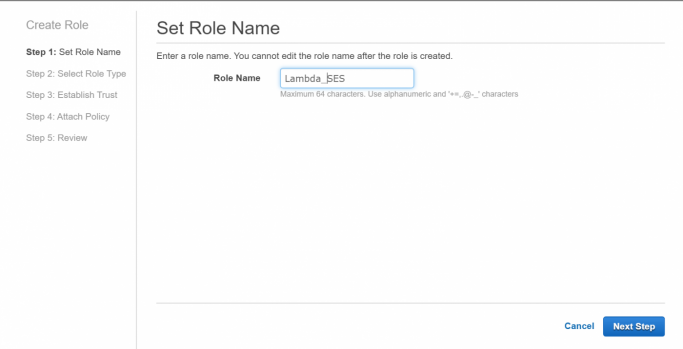 Create Role
Step 1: Set Role Name
Step 2: Select Role Type
Step 3: Establish Trust
Step 4: Attach Policy
Step 5: Review
Set Role Name
Enter a role name. You cannot edit the role name after the role is created.
Role Name Lambda_SES
Maximum 64 characters. Use alphanumeric and '+=,.@-_' characters
Cancel Next Step